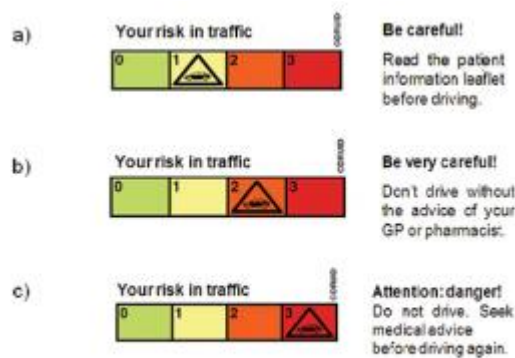 a)
Your risk in traffic
©DRUID
0 1 2 3
Be careful!
Read the patient
information leaflet
before driving.
b)
Your risk in traffic
©DRUID
0 1 2 3
Be very careful!
Don't drive without
the advice of your
GP or pharmacist.
c)
Your risk in traffic
©DRUID
0 1 2 3
Attention: danger!
Do not drive. Seek
medical advice
before driving again.